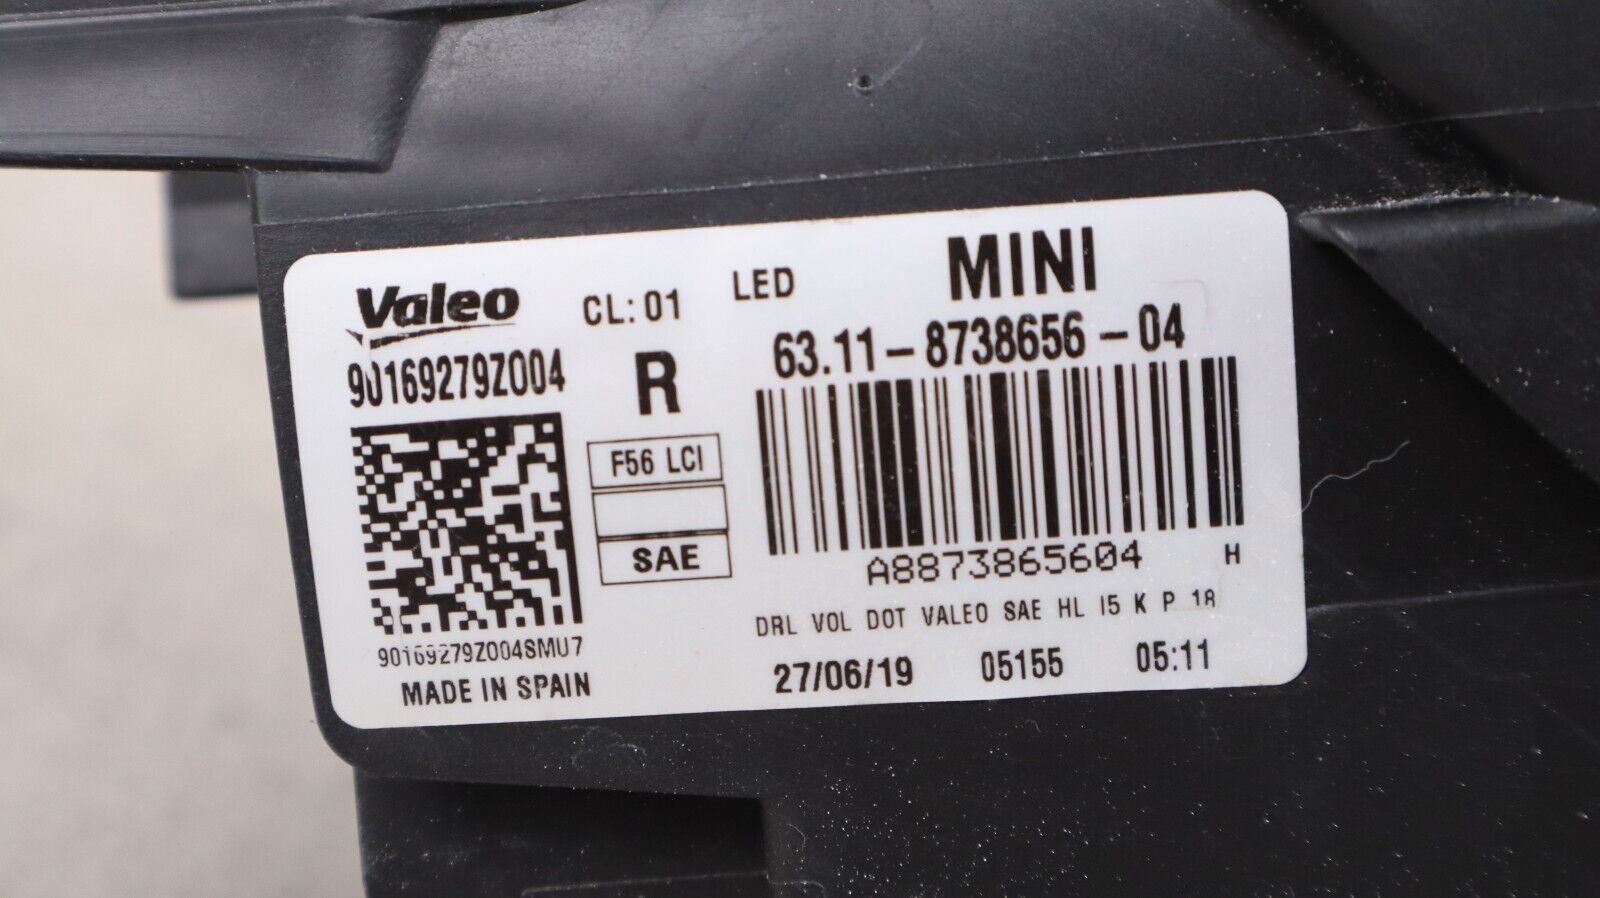 Valeo
90169279Z004
90169279Z004SMU7
MADE IN SPAIN
CL: 01
R
F56 LCI
SAE
LED
MINI
63.11-8738656-04
A8873865604 H
DRL VOL DOT VALEO SAE HL I5 K P 18
27/06/19 05155 05:11